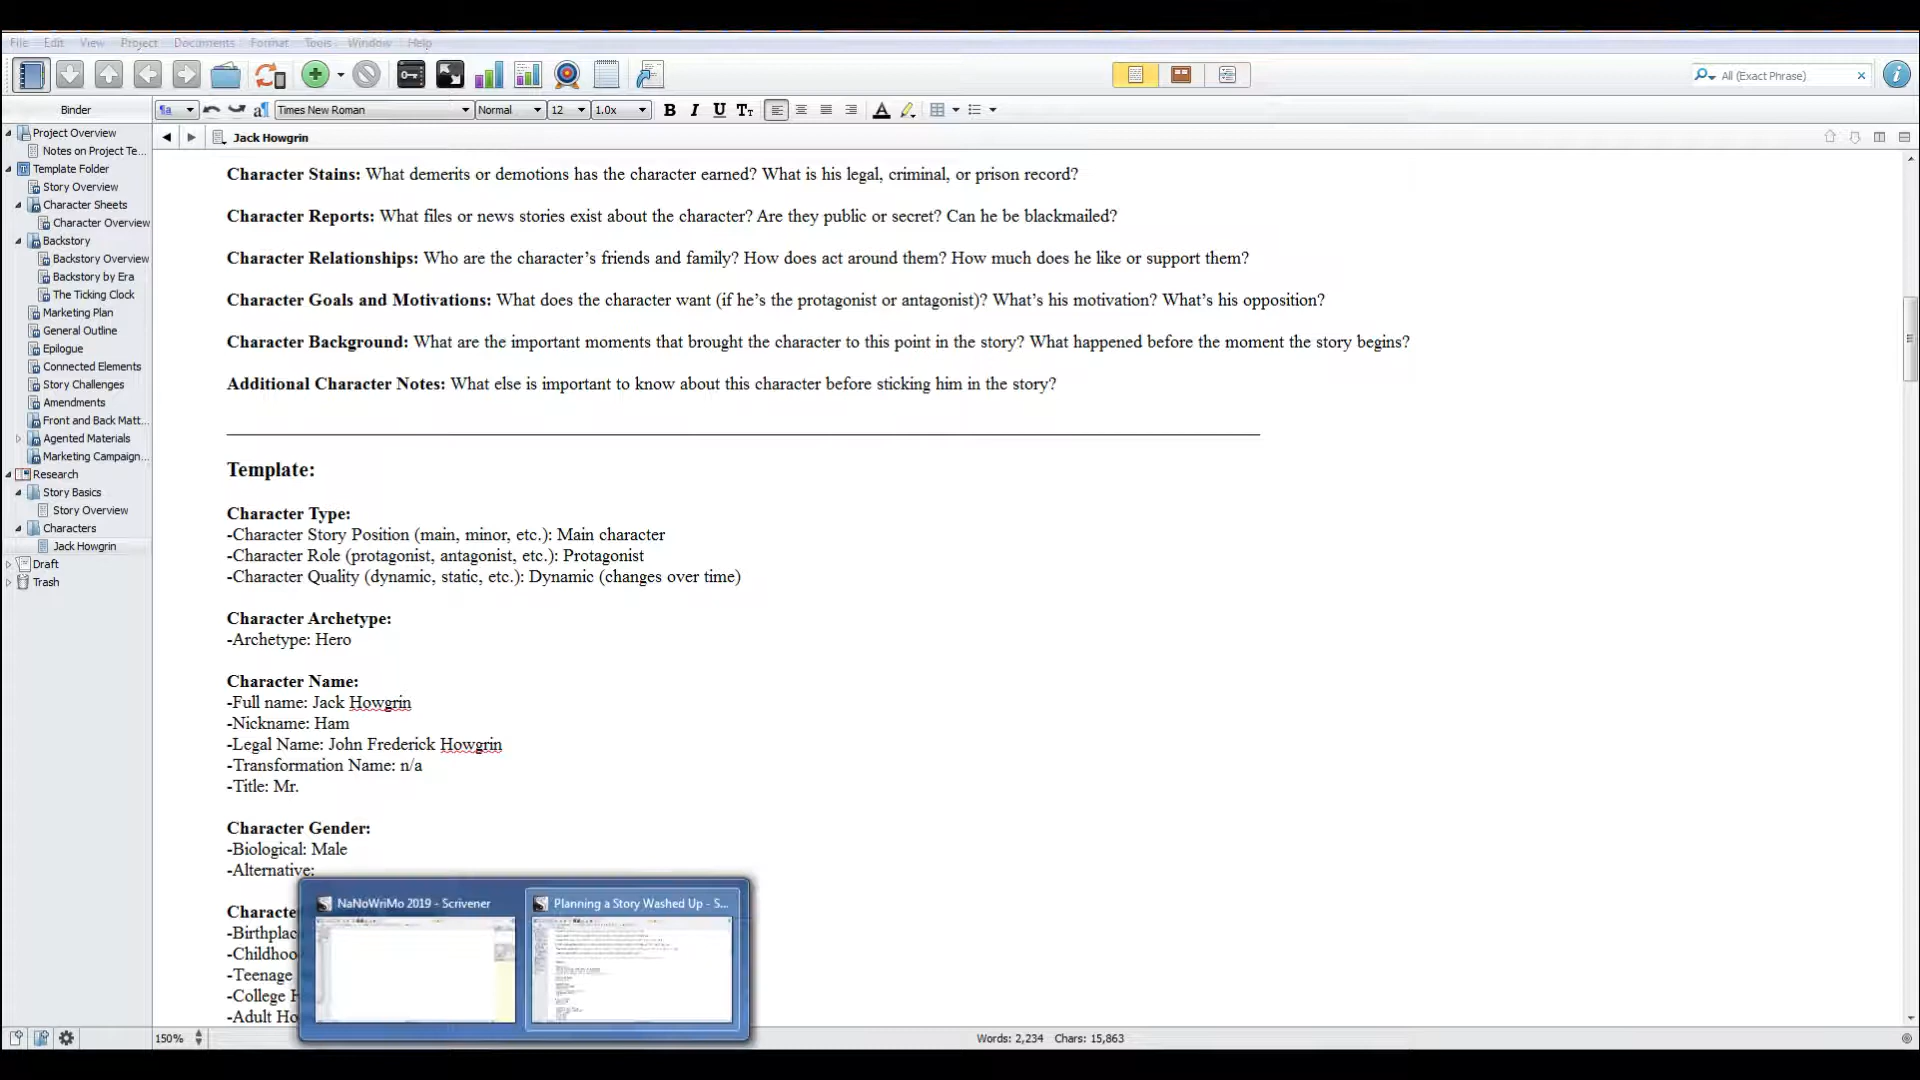 File Edit View Project Documents Format Tools Window Help
All (Exact Phrase)
Binder
Times New Roman Normal 12 1.0x B I U
Jack Howgrin
Project Overview
Notes on Project Te...
Template Folder
Story Overview
Character Sheets
Character Overview
Backstory
Backstory Overview
Backstory by Era
The Ticking Clock
Marketing Plan
General Outline
Epilogue
Connected Elements
Story Challenges
Amendments
Front and Back Matt...
Agented Materials
Marketing Campaign...
Research
Story Basics
Story Overview
Characters
Jack Howgrin
Draft
Trash
Character Stains: What demerits or demotions has the character earned? What is his legal, criminal, or prison record?
Character Reports: What files or news stories exist about the character? Are they public or secret? Can he be blackmailed?
Character Relationships: Who are the character’s friends and family? How does act around them? How much does he like or support them?
Character Goals and Motivations: What does the character want (if he’s the protagonist or antagonist)? What’s his motivation? What’s his opposition?
Character Background: What are the important moments that brought the character to this point in the story? What happened before the moment the story begins?
Additional Character Notes: What else is important to know about this character before sticking him in the story?
Template:
Character Type:
-Character Story Position (main, minor, etc.): Main character
-Character Role (protagonist, antagonist, etc.): Protagonist
-Character Quality (dynamic, static, etc.): Dynamic (changes over time)
Character Archetype:
-Archetype: Hero
Character Name:
-Full name: Jack Howgrin
-Nickname: Ham
-Legal Name: John Frederick Howgrin
-Transformation Name: n/a
-Title: Mr.
Character Gender:
-Biological: Male
-Alternative:
-Teenage
-College
-Adult
NaNoWriMo 2019 - Scrivener
Planning a Story Washed Up - S...
150%
Words: 2,234 Chars: 15,863